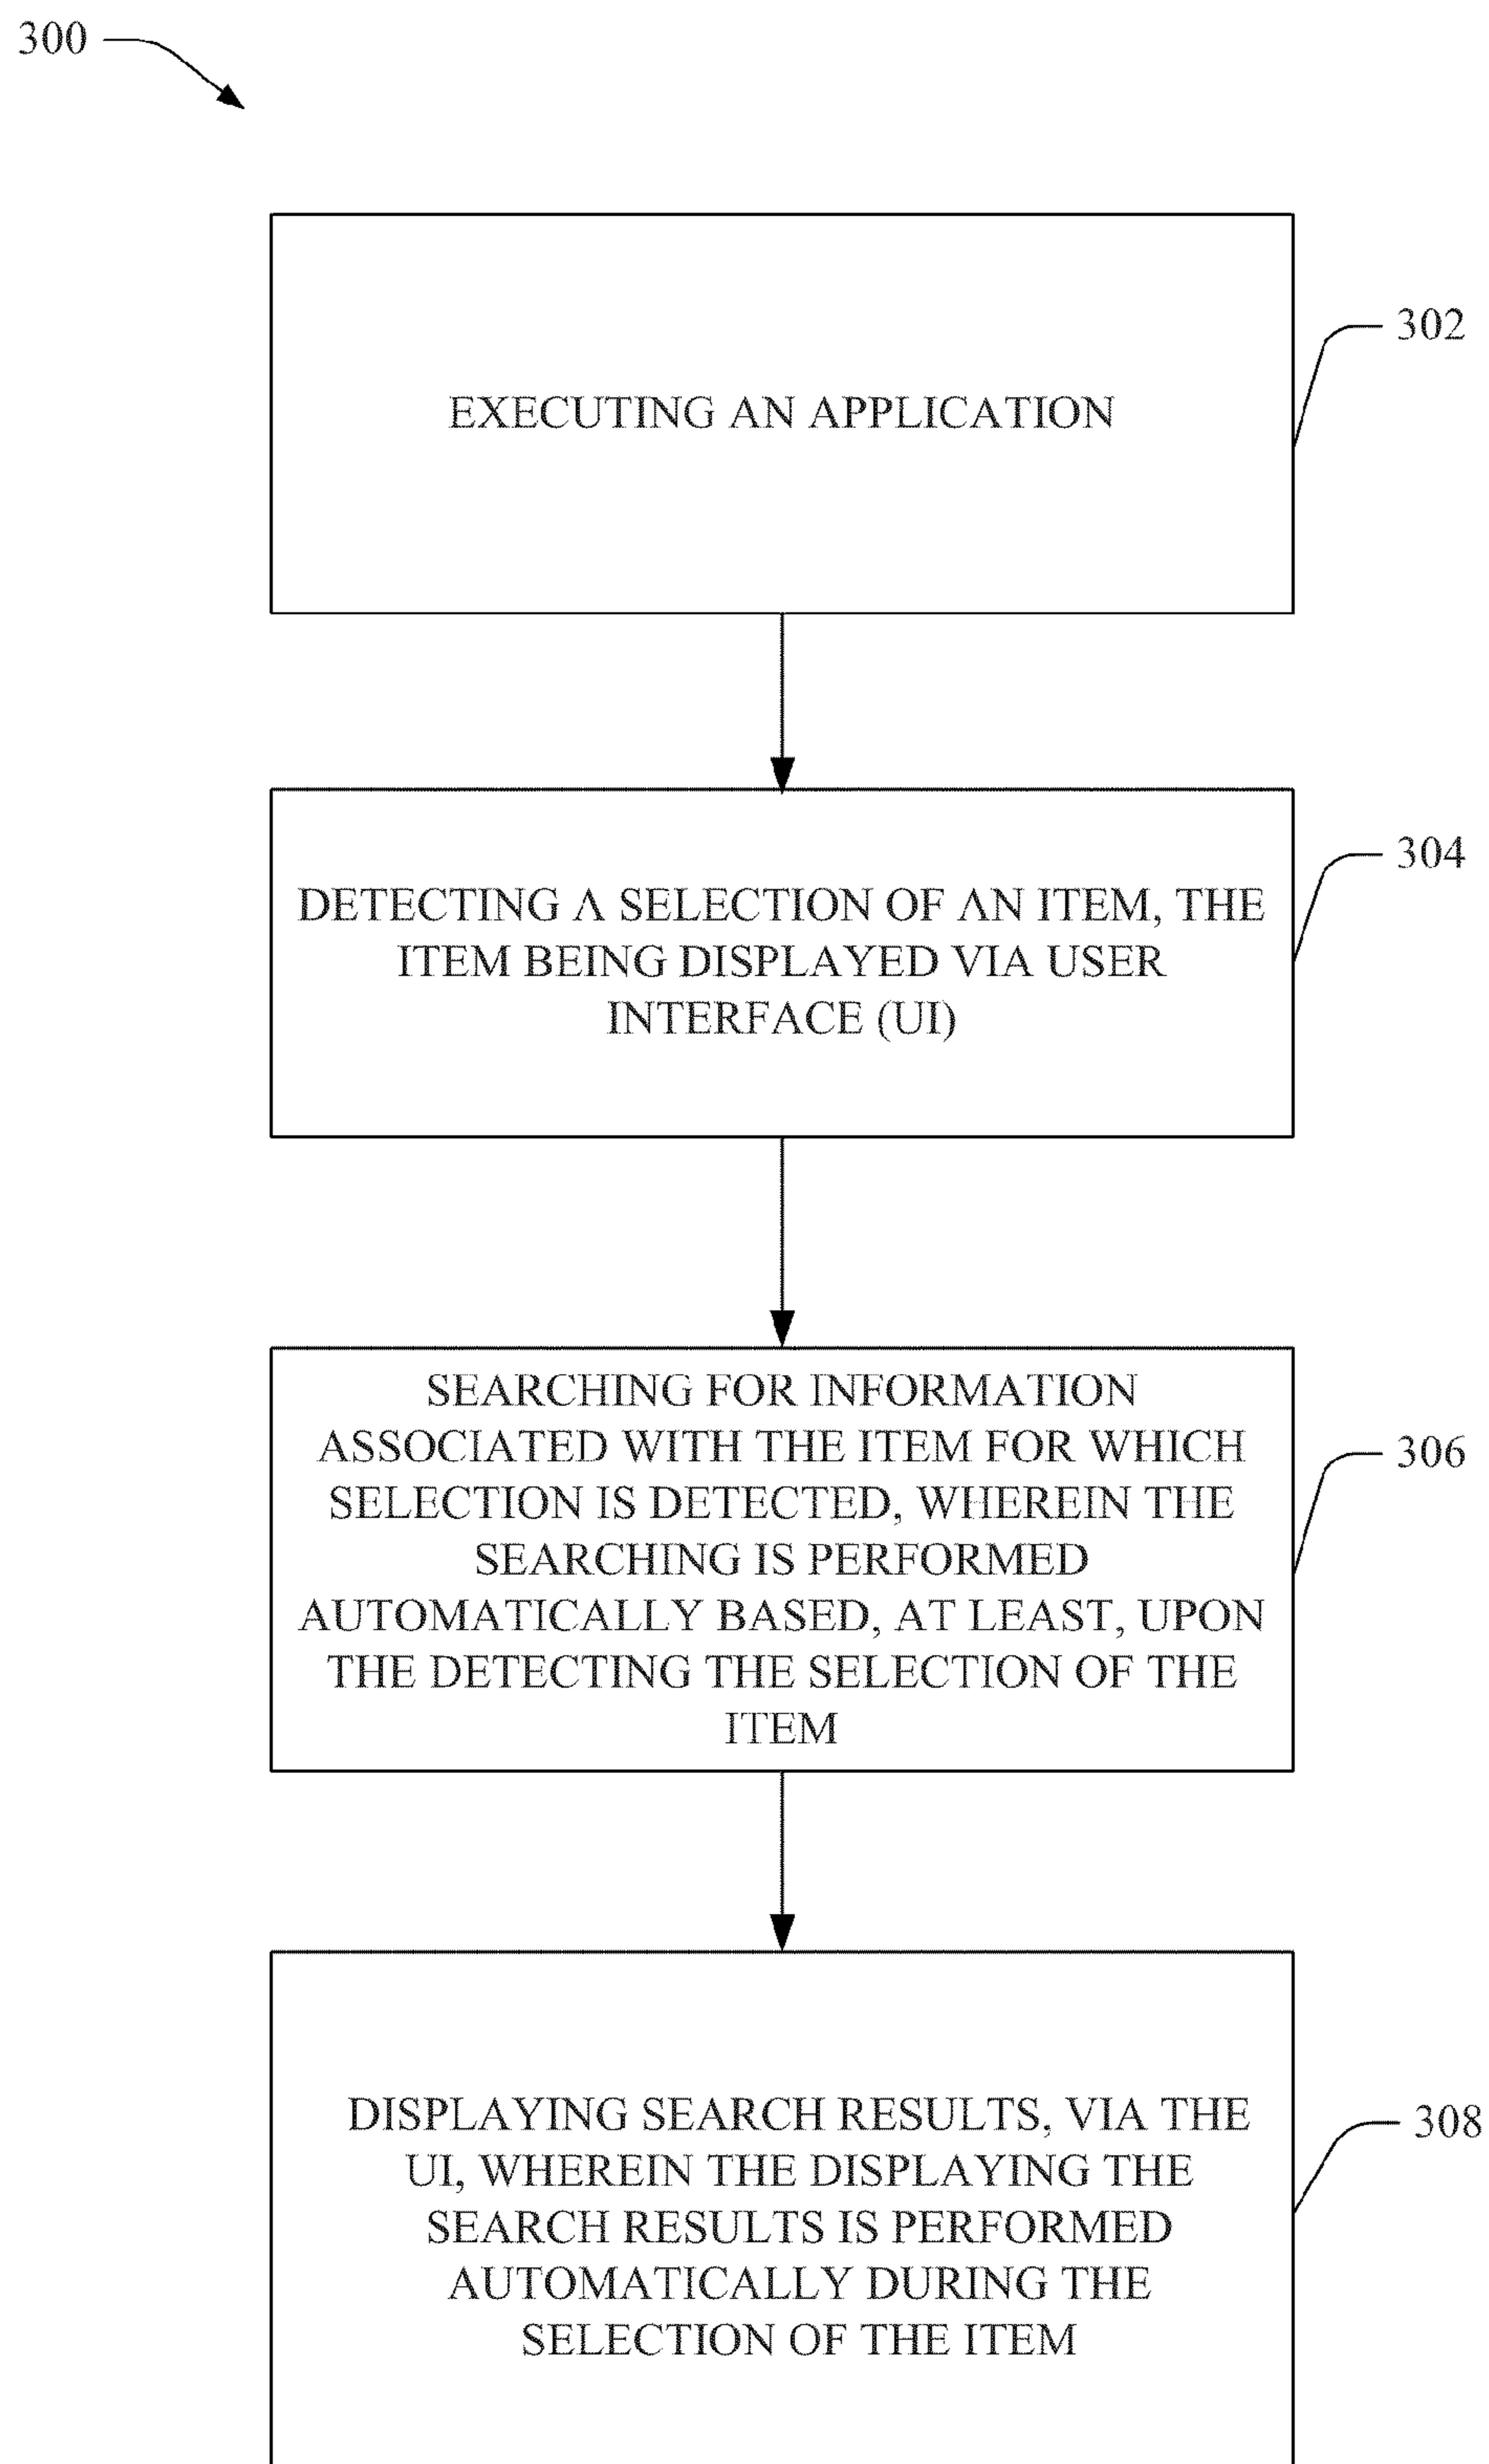 300
EXECUTING AN APPLICATION
302
DETECTING A SELECTION OF AN ITEM, THE
ITEM BEING DISPLAYED VIA USER
INTERFACE (UI)
304
SEARCHING FOR INFORMATION
ASSOCIATED WITH THE ITEM FOR WHICH
SELECTION IS DETECTED, WHEREIN THE
SEARCHING IS PERFORMED
AUTOMATICALLY BASED, AT LEAST, UPON
THE DETECTING THE SELECTION OF THE
ITEM
306
DISPLAYING SEARCH RESULTS, VIA THE
UI, WHEREIN THE DISPLAYING THE
SEARCH RESULTS IS PERFORMED
AUTOMATICALLY DURING THE
SELECTION OF THE ITEM
308